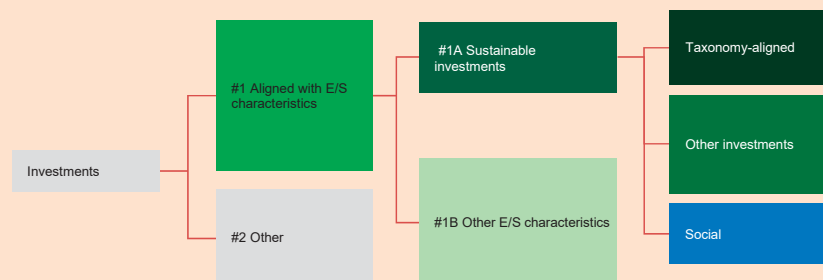 Investments
#1 Aligned with E/S
characteristics
#2 Other
#1A Sustainable
investments
#1B Other E/S characteristics
Taxonomy-aligned
Other investments
Social